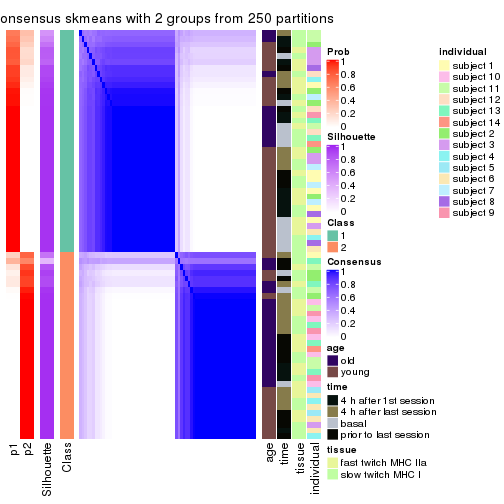 onsensus skmeans with 2 groups from 250 partitions
Prob
1
0.8
0.6
0.4
0.2
0
Silhouette
1
0.8
0.6
0.4
0.2
0
Class
1
2
Consensus
1
0.8
0.6
0.4
0.2
0
age
old
young
time
4 h after 1st session
4 h after last session
basal
prior to last session
tissue
fast twitch MHC IIa
slow twitch MHC I
individual
subject 1
subject 10
subject 11
subject 12
subject 13
subject 14
subject 2
subject 3
subject 4
subject 5
subject 6
subject 7
subject 8
subject 9
p1
p2
Silhouette
Class
age
time
tissue
individual